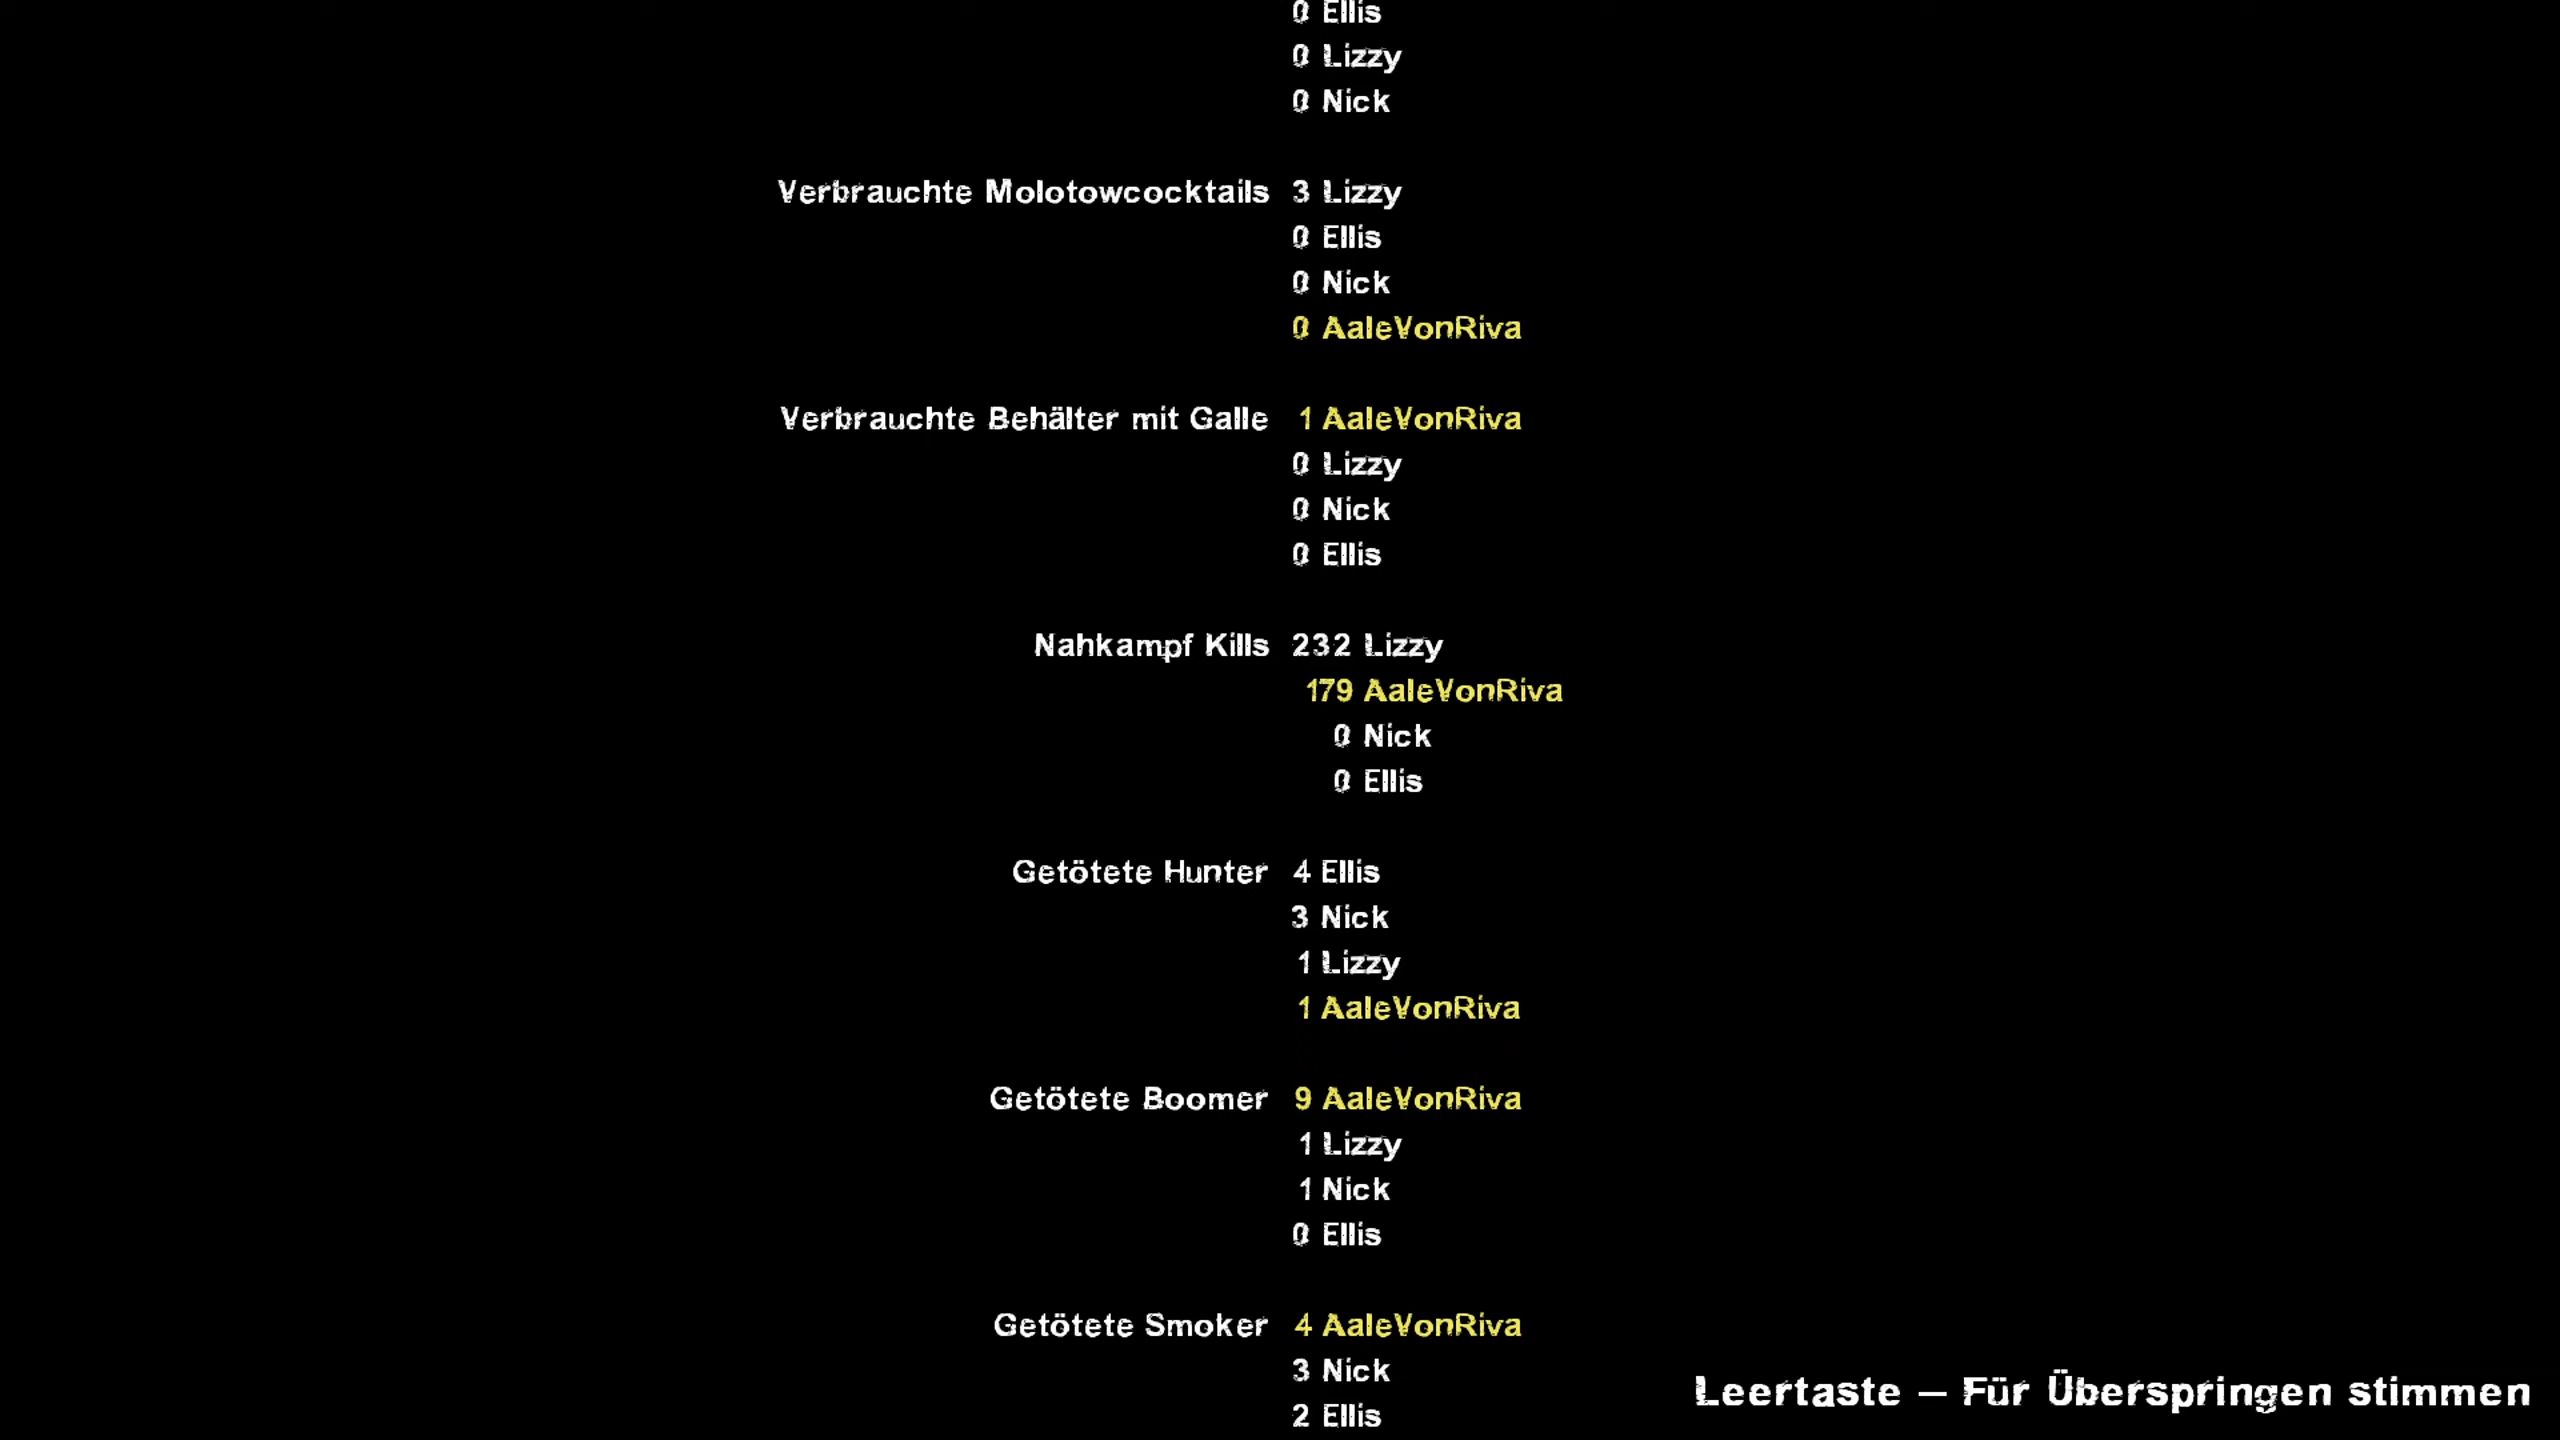 0 Ellis
0 Lizzy
0 Nick
Verbrauchte Molotowcocktails 3 Lizzy
0 Ellis
0 Nick
0 AaleVonRiva
Verbrauchte Behälter mit Galle 1 AaleVonRiva
0 Lizzy
0 Nick
0 Ellis
Nahkampf Kills 232 Lizzy
179 AaleVonRiva
0 Nick
0 Ellis
Getötete Hunter 4 Ellis
3 Nick
1 Lizzy
1 AaleVonRiva
Getötete Boomer 9 AaleVonRiva
1 Lizzy
1 Nick
0 Ellis
Getötete Smoker 4 AaleVonRiva
3 Nick
2 Ellis
Leertaste – Für Überspringen stimmen